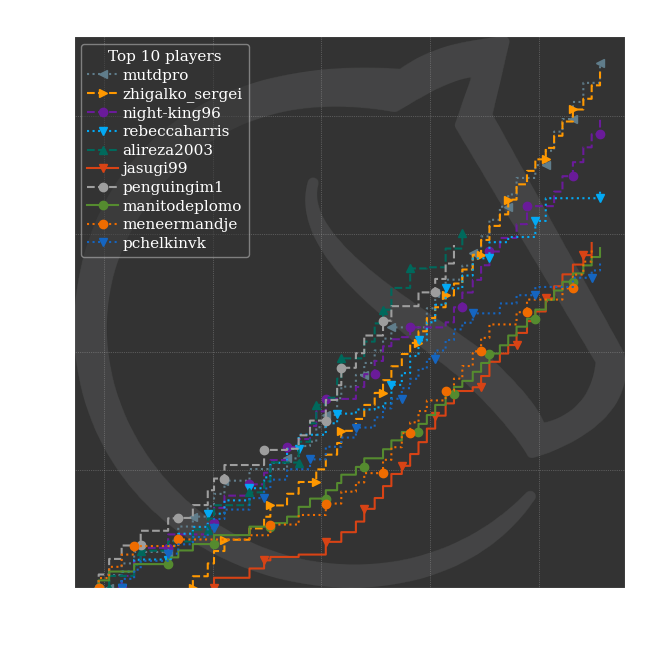 Top 10 players
mutdpro
zhigalko_sergei
night-king96
rebeccaharris
alireza2003
jasugi99
penguingim1
manitodeplomo
meneermandje
pchelkinvk